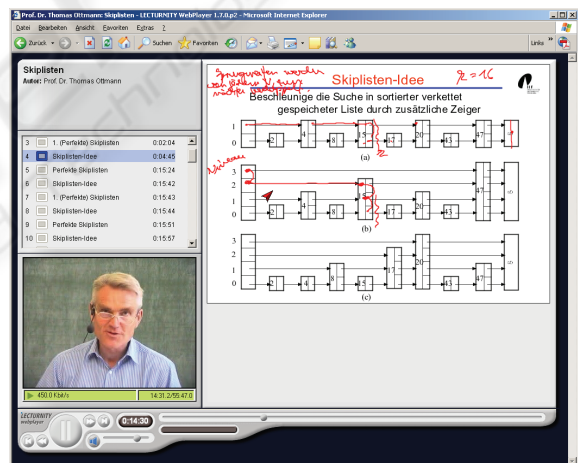 Prof. Dr. Thomas Ottmann: Skiplisten - LECTURNITY WebPlayer 1.7.0.p2 - Microsoft Internet Explorer
Datei Bearbeiten Ansicht Favoriten Extras ?
Zurück Suchen Favoriten Links
Skiplisten
Autor: Prof. Dr. Thomas Ottmann
3 1. (Perfekte) Skiplisten 0:02:04
4 Skiplisten-Idee 0:04:45
5 Perfekte Skiplisten 0:15:24
6 Skiplisten-Idee 0:15:42
7 1. (Perfekte) Skiplisten 0:15:43
8 Skiplisten-Idee 0:15:44
9 Perfekte Skiplisten 0:15:51
10 Skiplisten-Idee 0:15:57
450.0 Kbit/s 14:31.2/55:47.0
LECTURNITY
webplayer
0:14:30
werden
Skiplisten-Idee
Beschleunige die Suche in sortierter verkettet
gespeicheter Liste durch zusätzliche Zeiger
1
0
2 4 8 15 17 20 43 47
(a)
Niveau
3
2
1
0
2 4 8 15 17 20 43 47
(b)
3
2
1
0
2 4 8 15 17 20 43 47
(c)